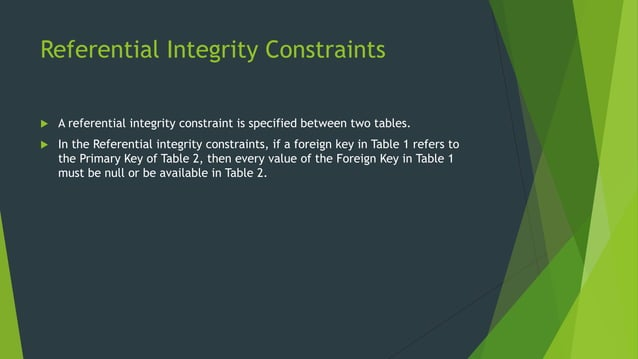 Referential Integrity Constraints
A referential integrity constraint is specified between two tables.
In the Referential integrity constraints, if a foreign key in Table 1 refers to
the Primary Key of Table 2, then every value of the Foreign Key in Table 1
must be null or be available in Table 2.